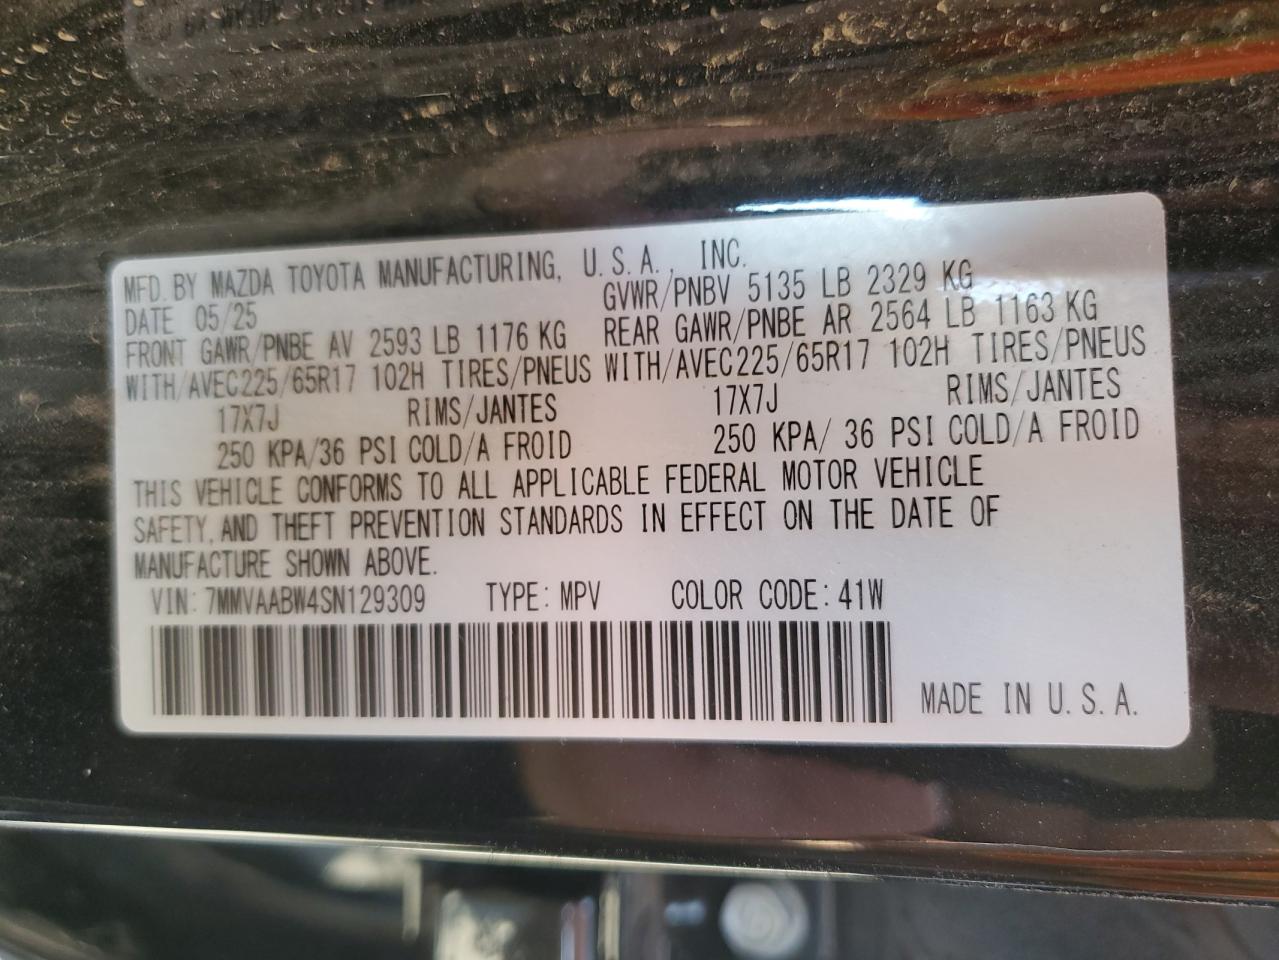 MFD. BY MAZDA TOYOTA MANUFACTURING, U.S.A., INC.
DATE 05/25 GVWR/PNBV 5135 LB 2329 KG
FRONT GAWR/PNBE AV 2593 LB 1176 KG REAR GAWR/PNBE AR 2564 LB 1163 KG
WITH/AVEC225/65R17 102H TIRES/PNEUS WITH/AVEC225/65R17 102H TIRES/PNEUS
17X7J RIMS/JANTES 17X7J RIMS/JANTES
250 KPA/36 PSI COLD/A FROID 250 KPA/ 36 PSI COLD/A FROID
THIS VEHICLE CONFORMS TO ALL APPLICABLE FEDERAL MOTOR VEHICLE
SAFETY, AND THEFT PREVENTION STANDARDS IN EFFECT ON THE DATE OF
MANUFACTURE SHOWN ABOVE.
VIN: 7MMVAABW4SN129309 TYPE: MPV COLOR CODE: 41W
MADE IN U.S.A.